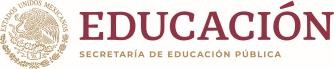 ESTADOS UNIDOS MEXICANOS
EDUCACIÓN
SECRETARÍA DE EDUCACIÓN PÚBLICA